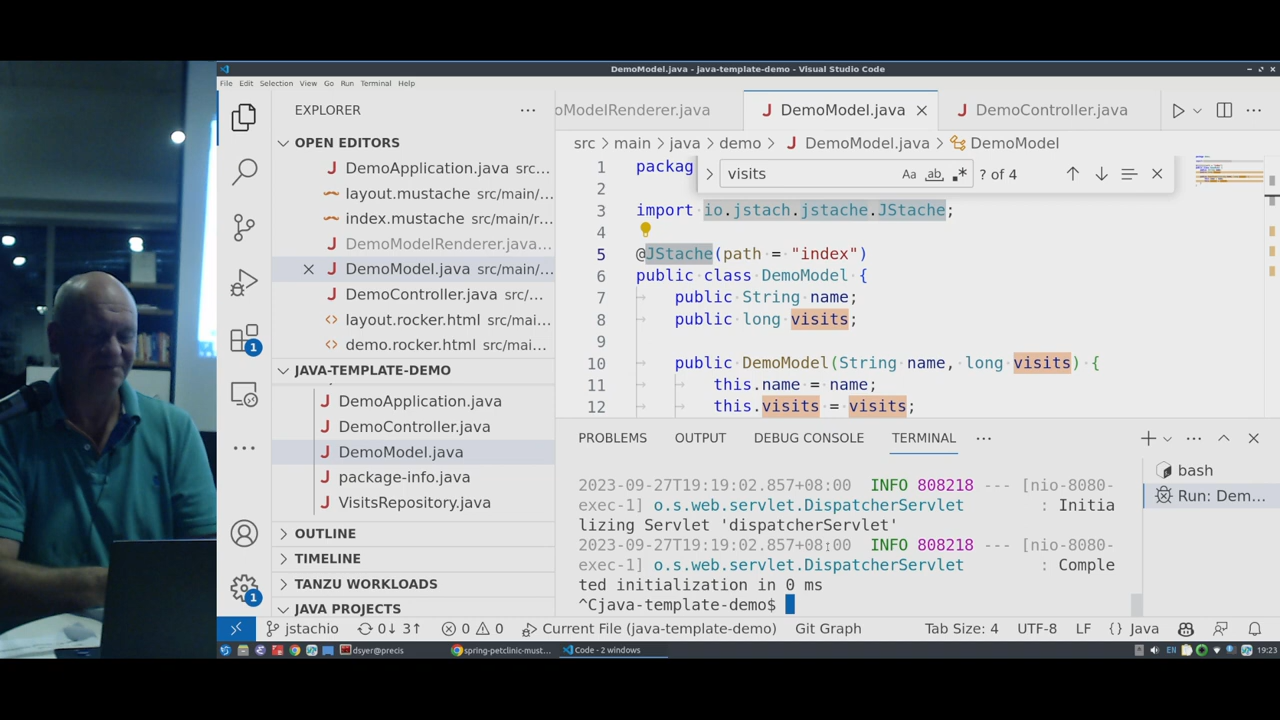 DemoModel.java - java-template-demo - Visual Studio Code
File Edit Selection View Go Run Terminal Help
EXPLORER
OPEN EDITORS
DemoApplication.java src...
layout.mustache src/main/...
index.mustache src/main/r...
DemoModelRenderer.java...
DemoModel.java src/main/...
DemoController.java src/...
layout.rocker.html src/mai...
demo.rocker.html src/mai...
JAVA-TEMPLATE-DEMO
DemoApplication.java
DemoController.java
DemoModel.java
package-info.java
VisitsRepository.java
OUTLINE
TIMELINE
TANZU WORKLOADS
JAVA PROJECTS
1
1
oModelRenderer.java DemoModel.java DemoController.java
src > main > java > demo > DemoModel.java > DemoModel
visits Aa ab .* ? of 4
1 packag
2
3 import io.jstach.jstache.JStache;
4
5 @JStache(path = "index")
6 public class DemoModel {
7 public String name;
8 public long visits;
9
10 public DemoModel(String name, long visits) {
11 this.name = name;
12 this.visits = visits;
PROBLEMS OUTPUT DEBUG CONSOLE TERMINAL
2023-09-27T19:19:02.857+08:00 INFO 808218 --- [nio-8080-
exec-1] o.s.web.servlet.DispatcherServlet : Initia
lizing Servlet 'dispatcherServlet'
2023-09-27T19:19:02.857+08:00 INFO 808218 --- [nio-8080-
exec-1] o.s.web.servlet.DispatcherServlet : Comple
ted initialization in 0 ms
^Cjava-template-demo$
bash
Run: Dem...
jstachio 0↓ 3↑ 0 0 Current File (java-template-demo) Git Graph Tab Size: 4 UTF-8 LF {} Java
dsyer@precis spring-petclinic-must... Code - 2 windows EN 19:23